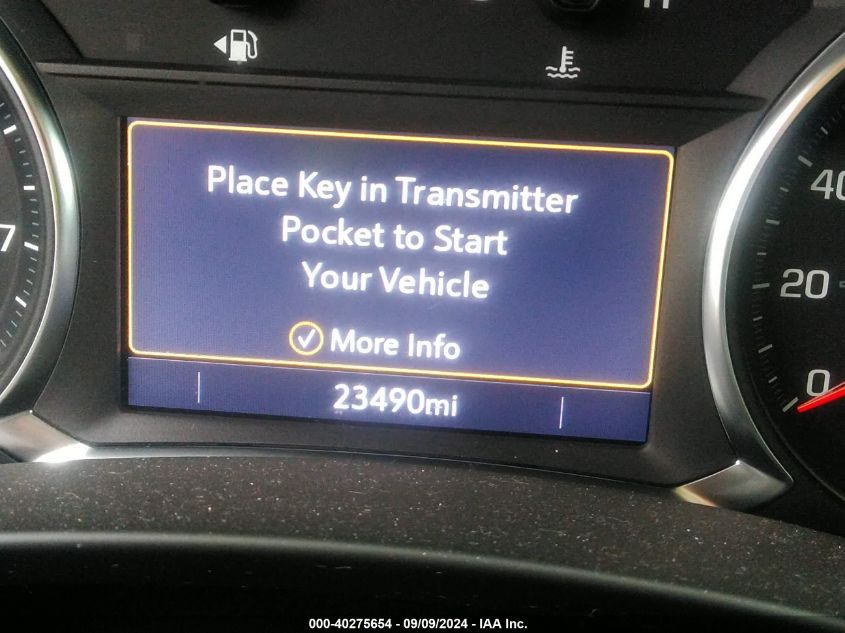 7
40
20
0
Place Key in Transmitter
Pocket to Start
Your Vehicle
More Info
23490mi
000-40275654 - 09/09/2024 - IAA Inc.